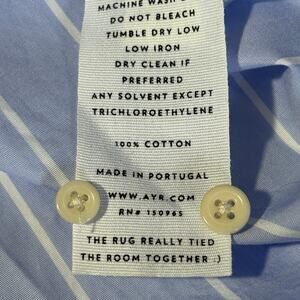 MACHINE WASH
DO NOT BLEACH
TUMBLE DRY LOW
LOW IRON
DRY CLEAN IF
PREFERRED
ANY SOLVENT EXCEPT
TRICHLOROETHYLENE
100% COTTON
MADE IN PORTUGAL
WWW.AYR.COM
RN# 150965
THE RUG REALLY TIED
THE ROOM TOGETHER :)